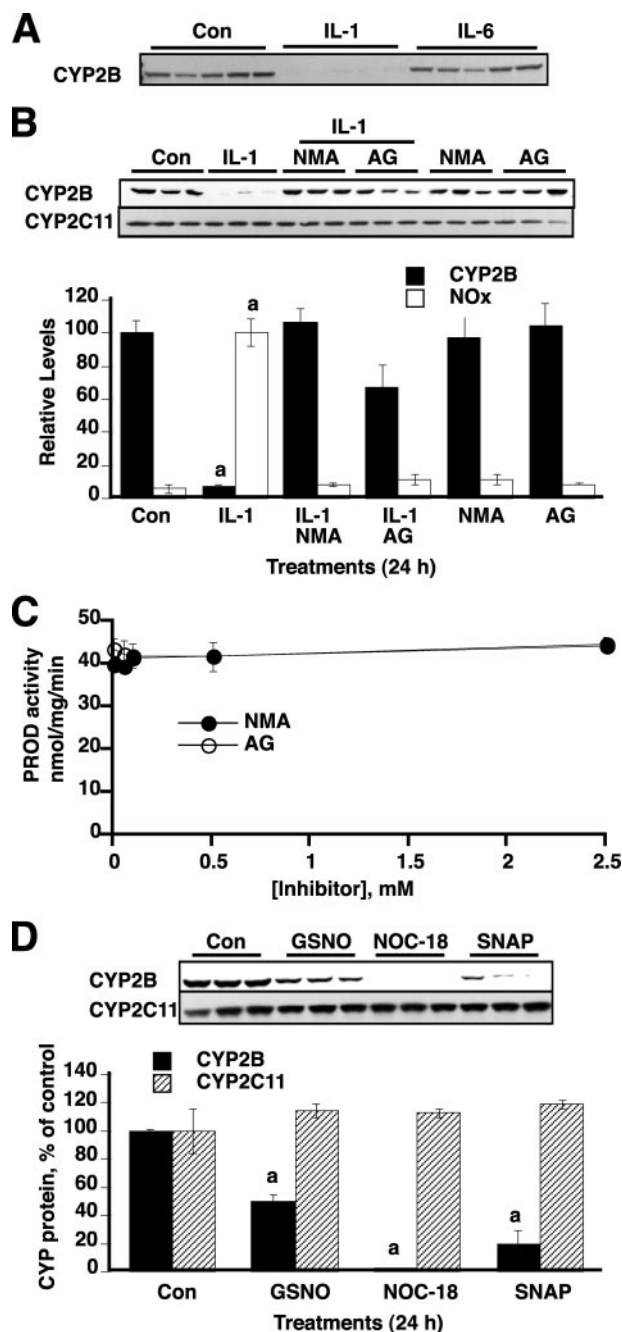 A
Con IL-1 IL-6
CYP2B
B
IL-1
Con IL-1 NMA AG NMA AG
CYP2B
CYP2C11
CYP2B
NOx
120
100
80
60
40
20
0
Relative Levels
a
a
Con IL-1 IL-1 IL-1 NMA AG
NMA AG
Treatments (24 h)
C
50
40
30
20
10
0
PROD activity
nmol/mg/min
NMA
AG
0 0.5 1 1.5 2 2.5
[Inhibitor], mM
D
Con GSNO NOC-18 SNAP
CYP2B
CYP2C11
CYP2B
CYP2C11
140
120
100
80
60
40
20
0
CYP protein, % of control
a
a
a
Con GSNO NOC-18 SNAP
Treatments (24 h)